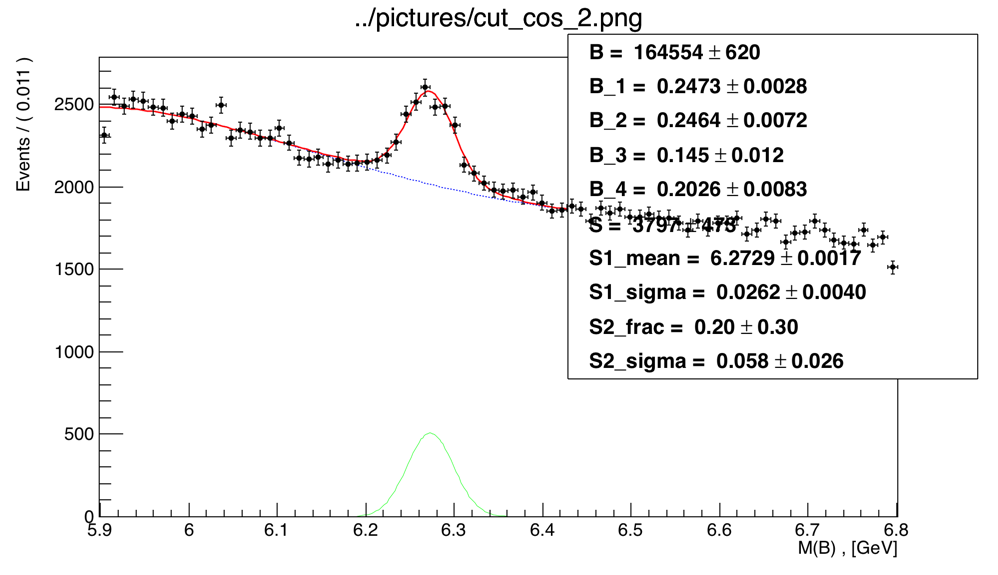 ../pictures/cut_cos_2.png
B = 164554 ± 620
B_1 = 0.2473 ± 0.0028
B_2 = 0.2464 ± 0.0072
B_3 = 0.145 ± 0.012
B_4 = 0.2026 ± 0.0083
S = 3797 ± 475
S1_mean = 6.2729 ± 0.0017
S1_sigma = 0.0262 ± 0.0040
S2_frac = 0.20 ± 0.30
S2_sigma = 0.058 ± 0.026
Events / ( 0.011 )
2500
2000
1500
1000
500
0
5.9 6 6.1 6.2 6.3 6.4 6.5 6.6 6.7 6.8
M(B) , [GeV]